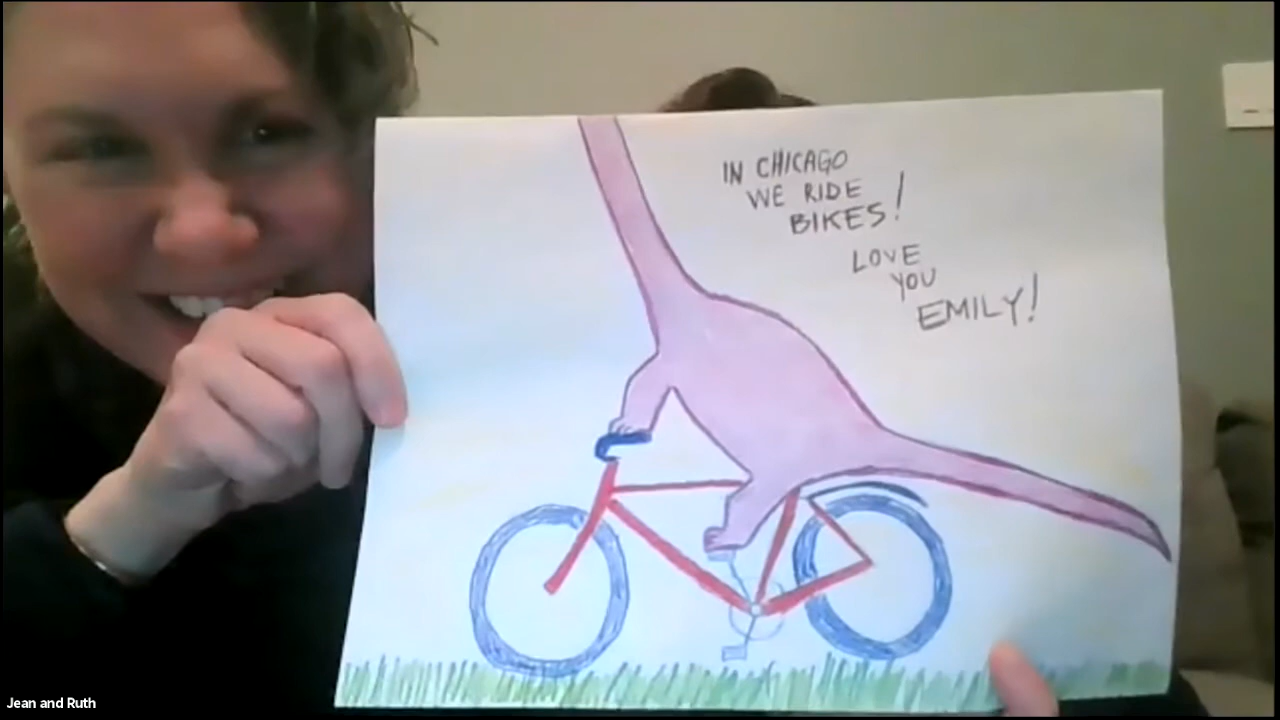 IN CHICAGO
WE RIDE
BIKES!
LOVE
YOU
EMILY!
Jean and Ruth